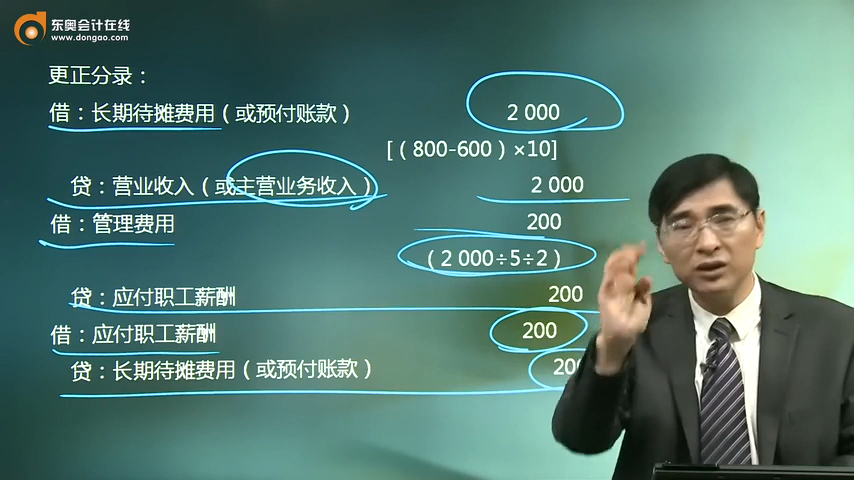 东奥会计在线
www.dongao.com
更正分录：
借：长期待摊费用（或预付账款） 2 000
[（800-600）×10]
贷：营业收入（或主营业务收入） 2 000
借：管理费用 200
（2 000÷5÷2）
贷：应付职工薪酬 200
借：应付职工薪酬 200
贷：长期待摊费用（或预付账款） 20